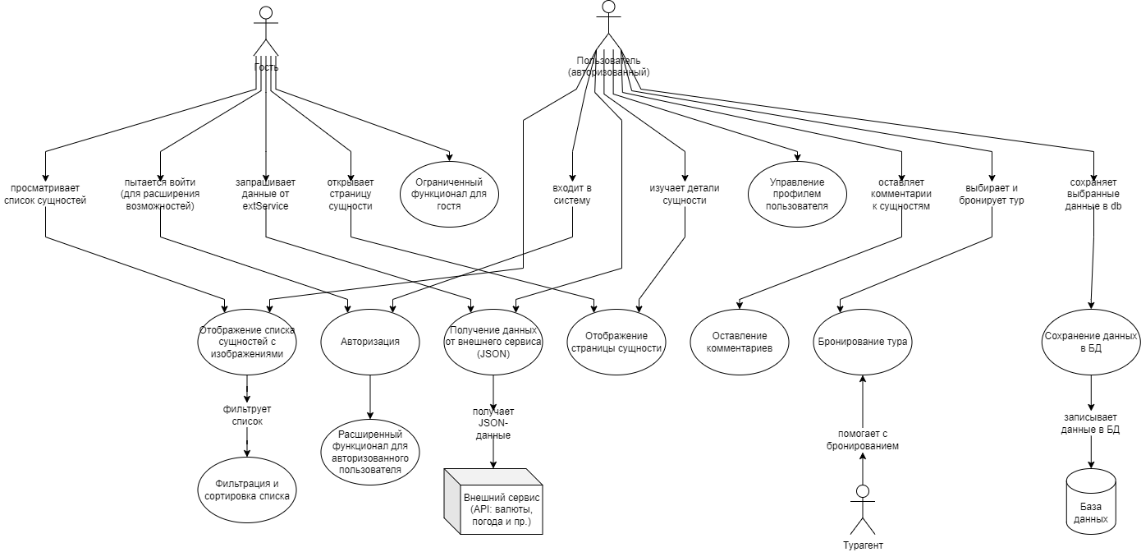 Гость
Пользователь
(авторизованный)
просматривает
список сущностей
пытается войти
(для расширения
возможностей)
запрашивает
данные от
extService
открывает
страницу
сущности
Ограниченный
функционал для
гостя
входит в
систему
изучает детали
сущности
Управление
профилем
пользователя
оставляет
комментарии
к сущностям
выбирает и
бронирует тур
сохраняет
выбранные
данные в db
Отображение списка
сущностей с
изображениями
Авторизация
Получение данных
от внешнего сервиса
(JSON)
Отображение
страницы сущности
Оставление
комментариев
Бронирование тура
Сохранение данных
в БД
фильтрует
список
Расширенный
функционал для
авторизованного
пользователя
получает
JSON-
данные
помогает с
бронированием
записывает
данные в БД
Фильтрация и
сортировка списка
Внешний сервис
(API: валюты,
погода и пр.)
Турагент
База
данных